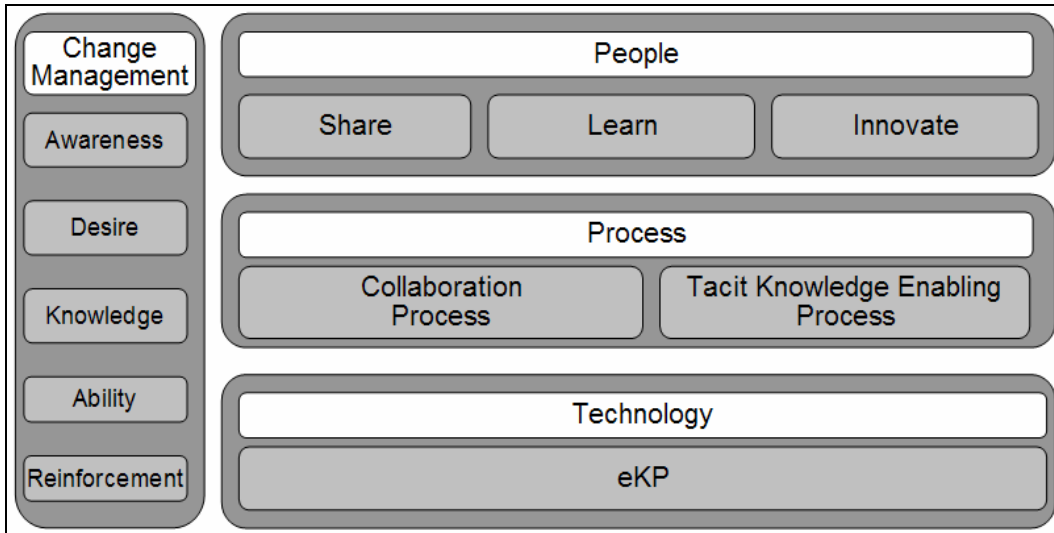 Change
Management
Awareness
Desire
Knowledge
Ability
Reinforcement
People
Share
Learn
Innovate
Process
Collaboration
Process
Tacit Knowledge Enabling
Process
Technology
eKP